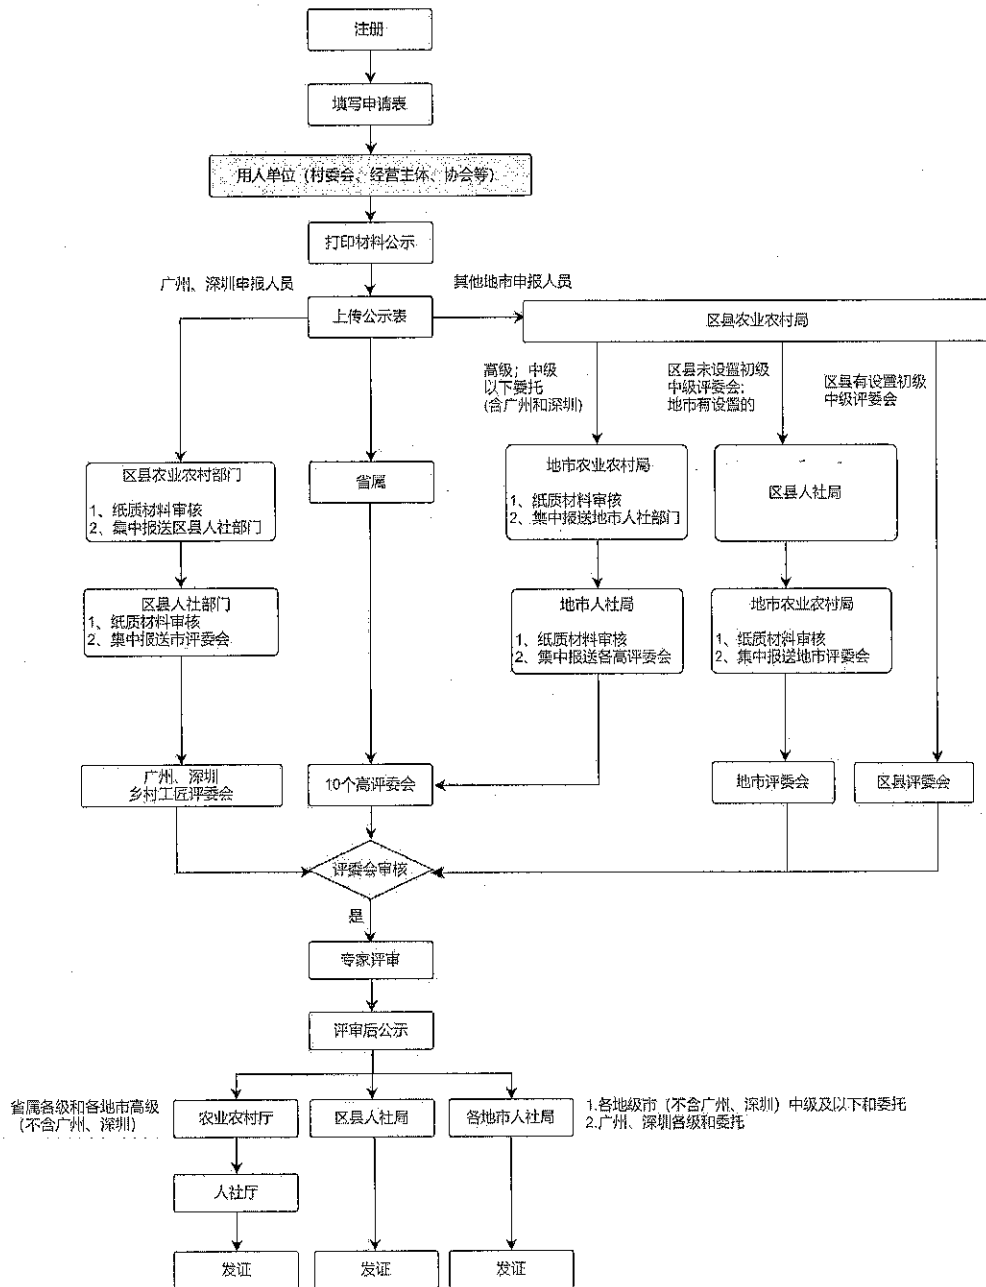 注册
填写申请表
用人单位（村委会、经营主体、协会等）
打印材料公示
广州、深圳申报人员
其他地市申报人员
上传公示表
区县农业农村局
高级；中级
以下委托
(含广州和深圳)
区县未设置初级
中级评委会;
地市有设置的
区县有设置初级
中级评委会
区县农业农村部门
1、纸质材料审核
2、集中报送区县人社部门
省属
地市农业农村局
1、纸质材料审核
2、集中报送地市人社部门
区县人社局
区县人社部门
1、纸质材料审核
2、集中报送市评委会
地市人社局
1、纸质材料审核
2、集中报送各高评委会
地市农业农村局
1、纸质材料审核
2、集中报送地市评委会
广州、深圳
乡村工匠评委会
10个高评委会
地市评委会
区县评委会
评委会审核
是
专家评审
评审后公示
省属各级和各地市高级
（不含广州、深圳）
农业农村厅
区县人社局
各地市人社局
1.各地级市（不含广州、深圳）中级及以下和委托
2.广州、深圳各级和委托
人社厅
发证
发证
发证